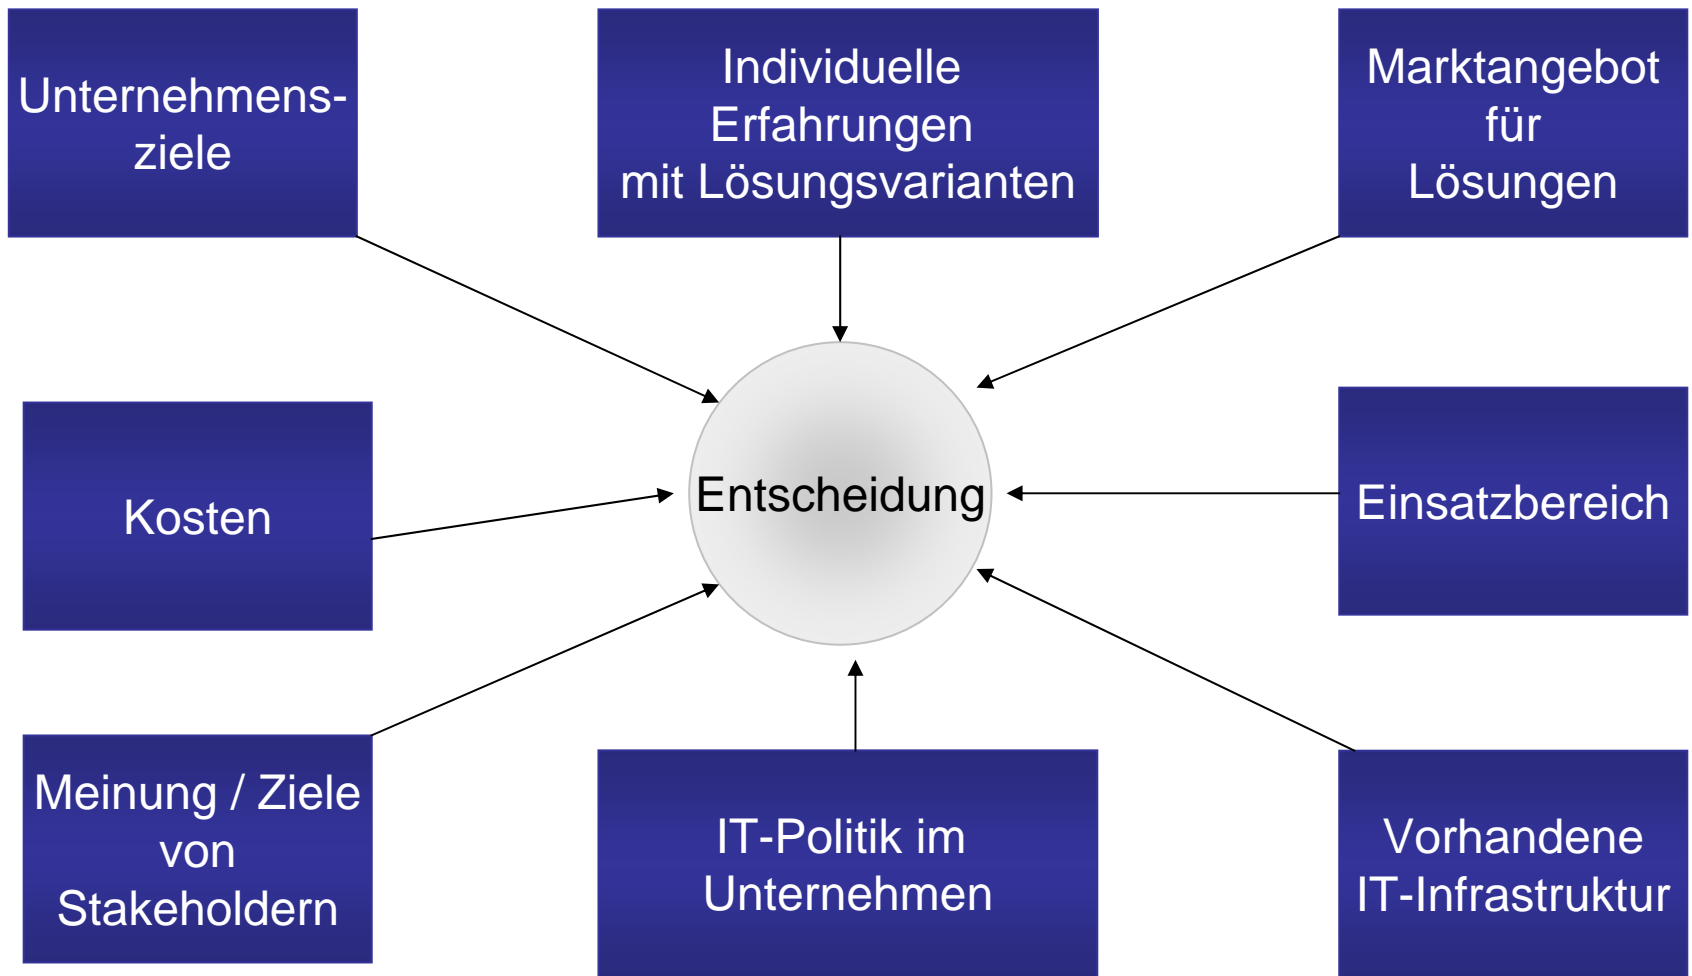 Unternehmens-
ziele
Individuelle
Erfahrungen
mit Lösungsvarianten
Marktangebot
für
Lösungen
Kosten
Entscheidung
Einsatzbereich
Meinung / Ziele
von
Stakeholdern
IT-Politik im
Unternehmen
Vorhandene
IT-Infrastruktur